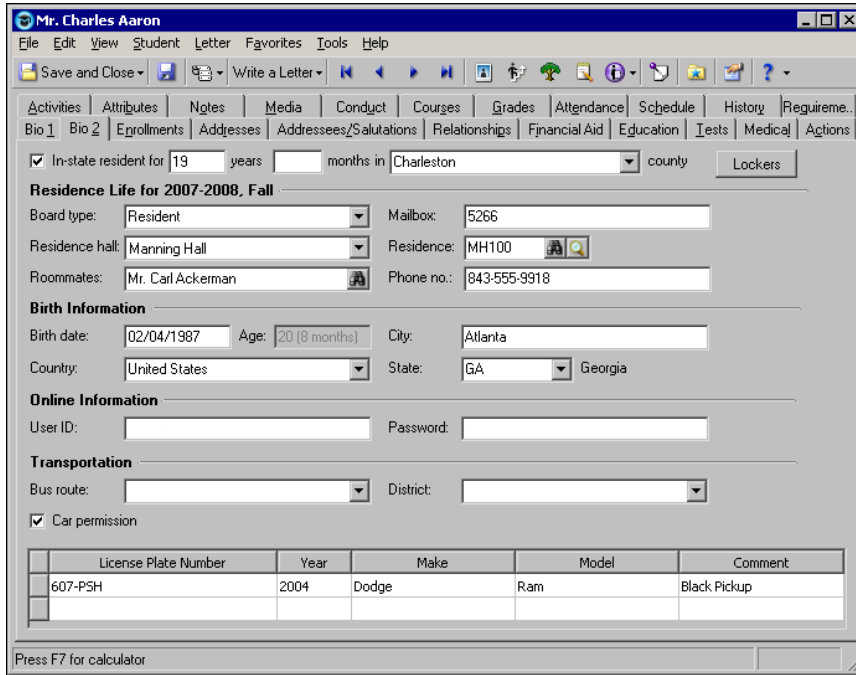 Mr. Charles Aaron
File Edit View Student Letter Favorites Tools Help
Save and Close Write a Letter ?
Activities Attributes Notes Media Conduct Courses Grades Attendance Schedule History Requireme..
Bio 1 Bio 2 Enrollments Addresses Addressees/Salutations Relationships Financial Aid Education Tests Medical Actions
In-state resident for 19 years months in Charleston county Lockers
Residence Life for 2007-2008, Fall
Board type: Resident Mailbox: 5266
Residence hall: Manning Hall Residence: MH100
Roommates: Mr. Carl Ackerman Phone no.: 843-555-9918
Birth Information
Birth date: 02/04/1987 Age: 20 (8 months) City: Atlanta
Country: United States State: GA Georgia
Online Information
User ID: Password:
Transportation
Bus route: District:
Car permission
License Plate Number Year Make Model Comment
607-PSH 2004 Dodge Ram Black Pickup
Press F7 for calculator